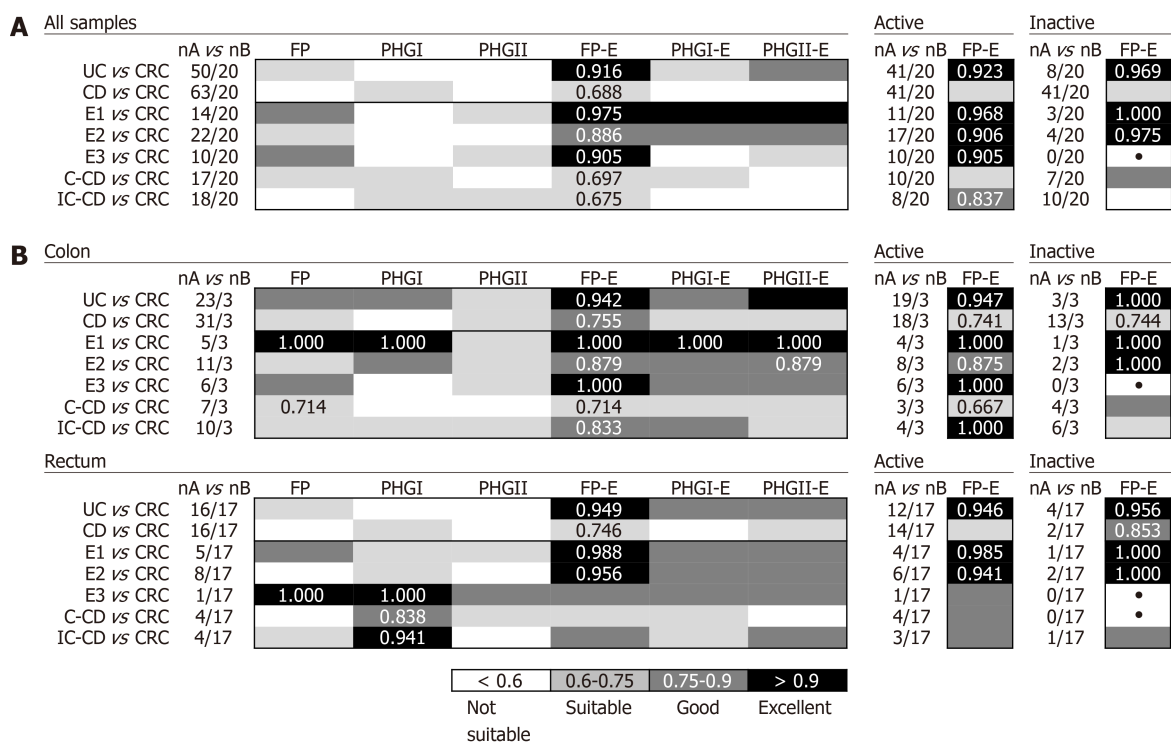 A All samples Active Inactive
nA vs nB FP PHGI PHGII FP-E PHGI-E PHGII-E nA vs nB FP-E nA vs nB FP-E
UC vs CRC 50/20 0.916 41/20 0.923 8/20 0.969
CD vs CRC 63/20 0.688 41/20 41/20
E1 vs CRC 14/20 0.975 11/20 0.968 3/20 1.000
E2 vs CRC 22/20 0.886 17/20 0.906 4/20 0.975
E3 vs CRC 10/20 0.905 10/20 0.905 0/20 •
C-CD vs CRC 17/20 0.697 10/20 7/20
IC-CD vs CRC 18/20 0.675 8/20 0.837 10/20
B Colon Active Inactive
nA vs nB FP PHGI PHGII FP-E PHGI-E PHGII-E nA vs nB FP-E nA vs nB FP-E
UC vs CRC 23/3 0.942 19/3 0.947 3/3 1.000
CD vs CRC 31/3 0.755 18/3 0.741 13/3 0.744
E1 vs CRC 5/3 1.000 1.000 1.000 1.000 1.000 4/3 1.000 1/3 1.000
E2 vs CRC 11/3 0.879 0.879 8/3 0.875 2/3 1.000
E3 vs CRC 6/3 1.000 6/3 1.000 0/3 •
C-CD vs CRC 7/3 0.714 0.714 3/3 0.667 4/3
IC-CD vs CRC 10/3 0.833 4/3 1.000 6/3
Rectum Active Inactive
nA vs nB FP PHGI PHGII FP-E PHGI-E PHGII-E nA vs nB FP-E nA vs nB FP-E
UC vs CRC 16/17 0.949 12/17 0.946 4/17 0.956
CD vs CRC 16/17 0.746 14/17 2/17 0.853
E1 vs CRC 5/17 0.988 4/17 0.985 1/17 1.000
E2 vs CRC 8/17 0.956 6/17 0.941 2/17 1.000
E3 vs CRC 1/17 1.000 1.000 1/17 0/17 •
C-CD vs CRC 4/17 0.838 4/17 0/17 •
IC-CD vs CRC 4/17 0.941 3/17 1/17
< 0.6 0.6-0.75 0.75-0.9 > 0.9
Not Suitable Good Excellent
suitable